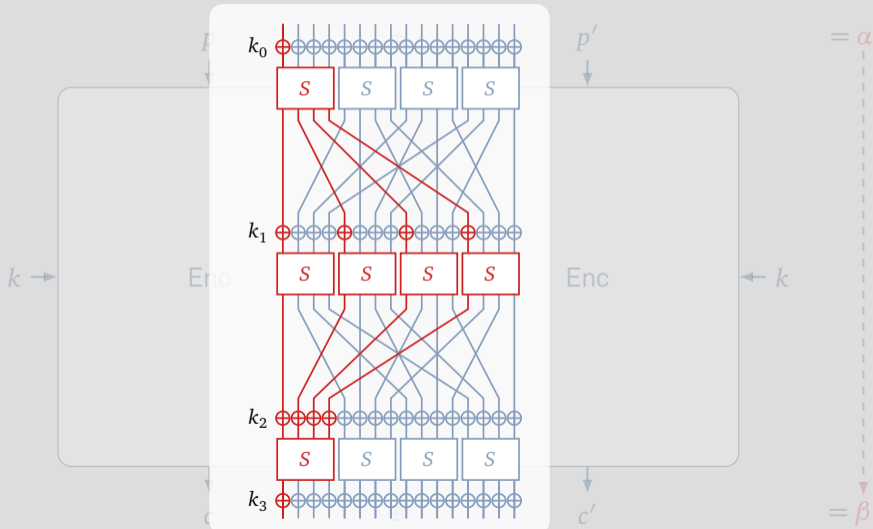 p p′ = α
k₀
S S S S
k₁
k Enc S S S S Enc k
k₂
S S S S
k₃
c c′ = β